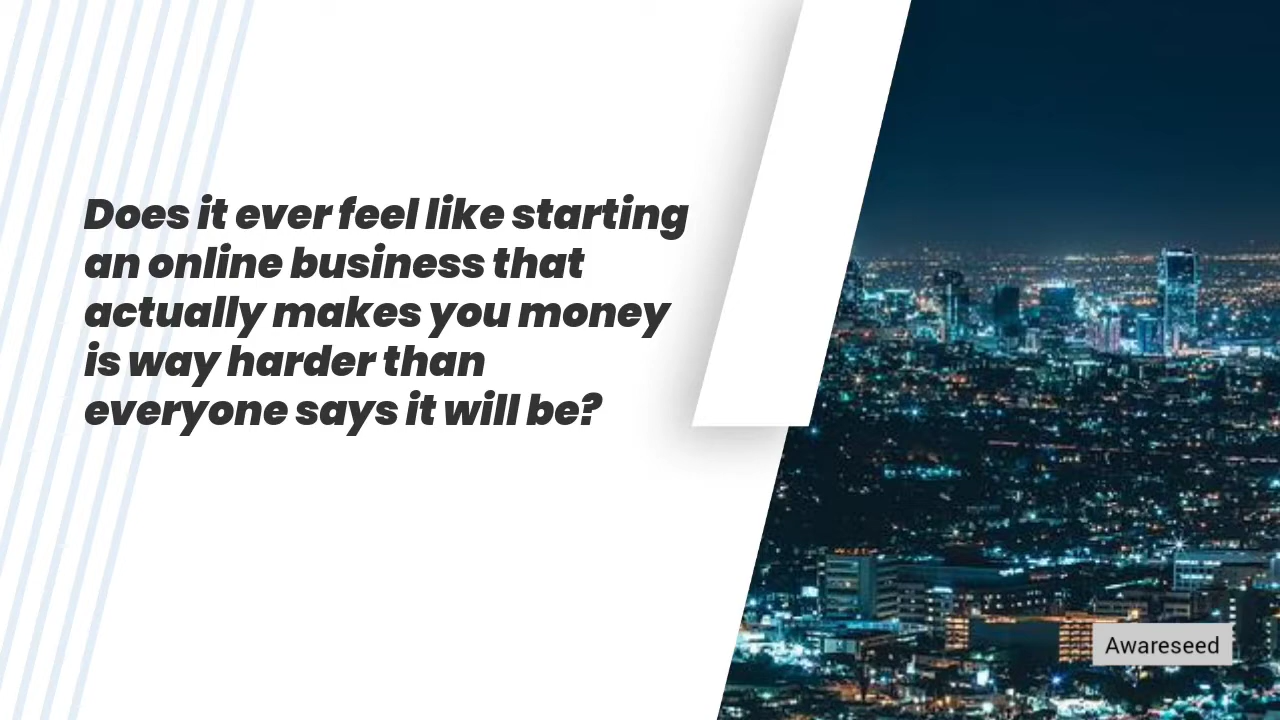 Does it ever feel like starting
an online business that
actually makes you money
is way harder than
everyone says it will be?
Awareseed